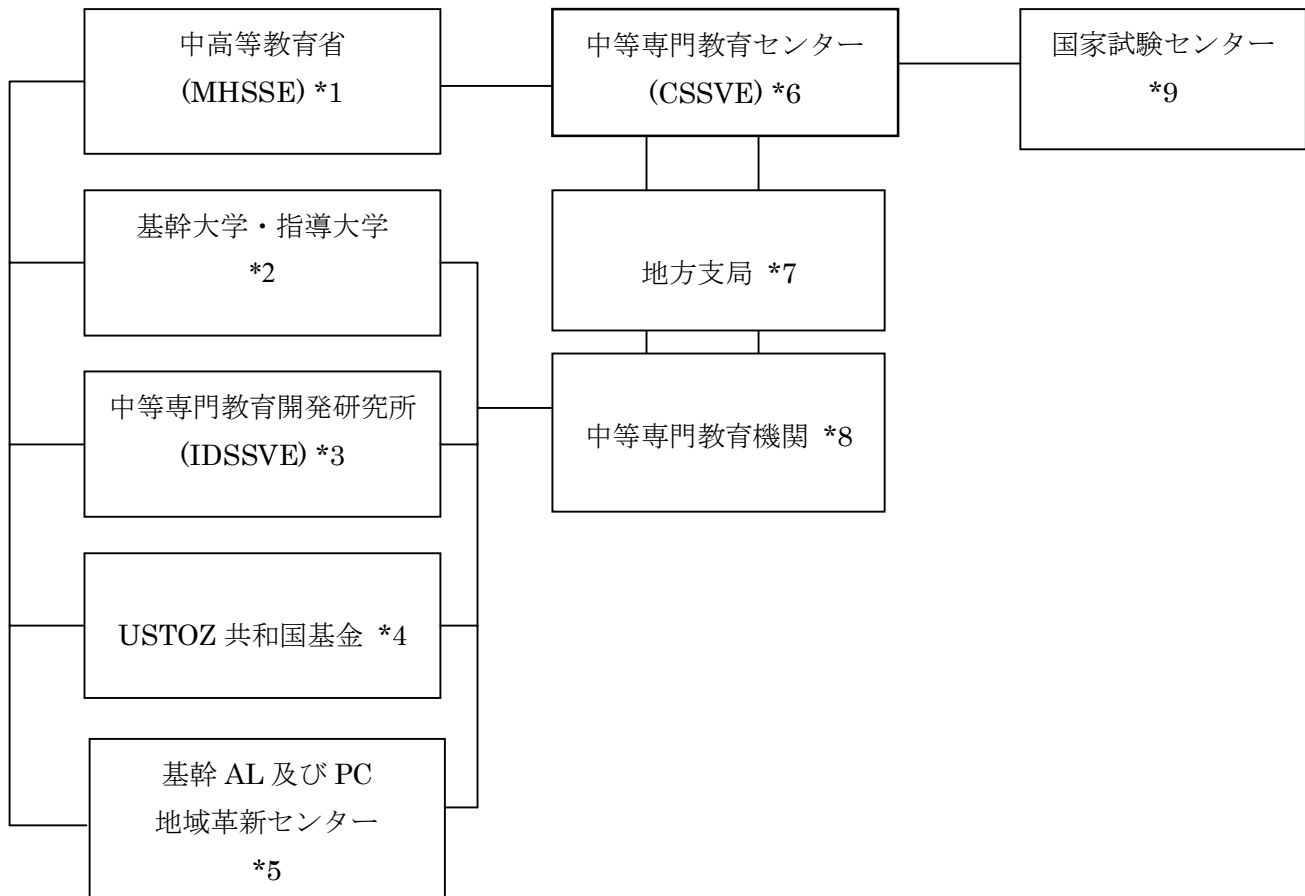 中高等教育省
(MHSSE) *1
中等専門教育センター
(CSSVE) *6
国家試験センター
*9
基幹大学・指導大学
*2
地方支局 *7
中等専門教育開発研究所
(IDSSVE) *3
中等専門教育機関 *8
USTOZ 共和国基金 *4
基幹 AL 及び PC
地域革新センター
*5